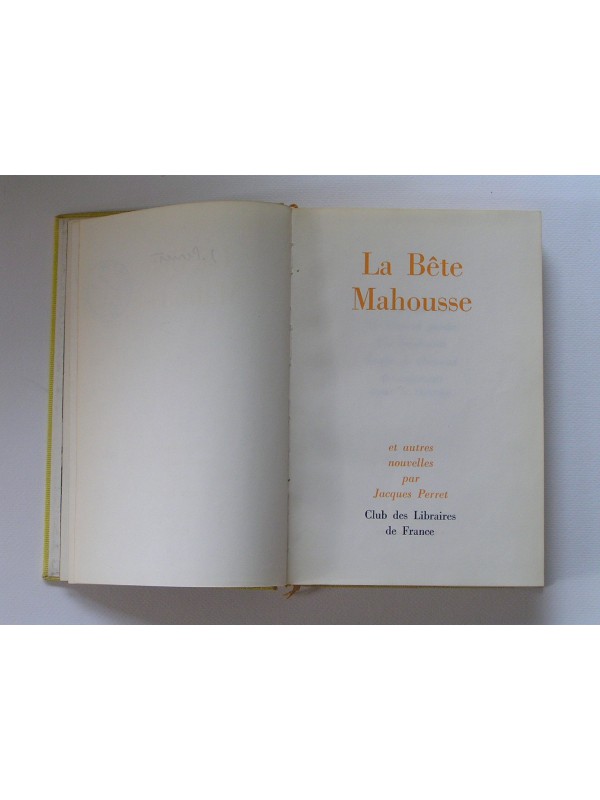 La Bête
Mahousse
et autres
nouvelles
par
Jacques Perret
Club des Libraires
de France